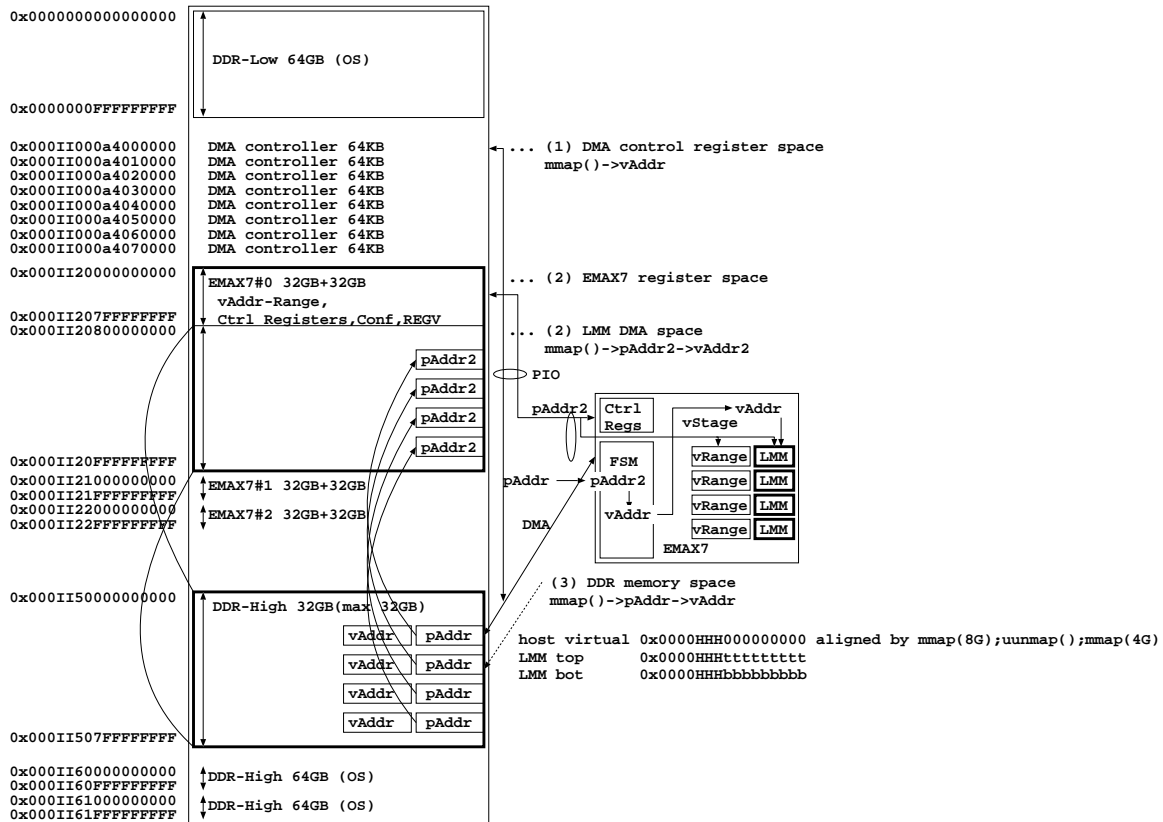 0x0000000000000000
DDR-Low 64GB (OS)
0x0000000FFFFFFFFF
0x000II000a4000000 DMA controller 64KB ... (1) DMA control register space
0x000II000a4010000 DMA controller 64KB mmap()->vAddr
0x000II000a4020000 DMA controller 64KB
0x000II000a4030000 DMA controller 64KB
0x000II000a4040000 DMA controller 64KB
0x000II000a4050000 DMA controller 64KB
0x000II000a4060000 DMA controller 64KB
0x000II000a4070000 DMA controller 64KB
0x000II20000000000
EMAX7#0 32GB+32GB ... (2) EMAX7 register space
vAddr-Range,
0x000II207FFFFFFFF Ctrl Registers,Conf,REGV
0x000II20800000000 ... (2) LMM DMA space
mmap()->pAddr2->vAddr2
pAddr2
PIO
pAddr2
pAddr2
pAddr2
pAddr2 Ctrl Regs vStage vAddr
0x000II20FFFFFFFFF FSM vRange LMM
0x000II21000000000 EMAX7#1 32GB+32GB pAddr pAddr2 vRange LMM
0x000II21FFFFFFFFF
0x000II22000000000 EMAX7#2 32GB+32GB vAddr vRange LMM
0x000II22FFFFFFFFF DMA vRange LMM
EMAX7
(3) DDR memory space
0x000II50000000000 mmap()->pAddr->vAddr
DDR-High 32GB(max 32GB)
vAddr pAddr host virtual 0x0000HHH000000000 aligned by mmap(8G);uunmap();mmap(4G)
vAddr pAddr LMM top 0x0000HHHttttttttt
vAddr pAddr LMM bot 0x0000HHHbbbbbbbbb
vAddr pAddr
0x000II507FFFFFFFF
0x000II60000000000 DDR-High 64GB (OS)
0x000II60FFFFFFFFF
0x000II61000000000 DDR-High 64GB (OS)
0x000II61FFFFFFFFF